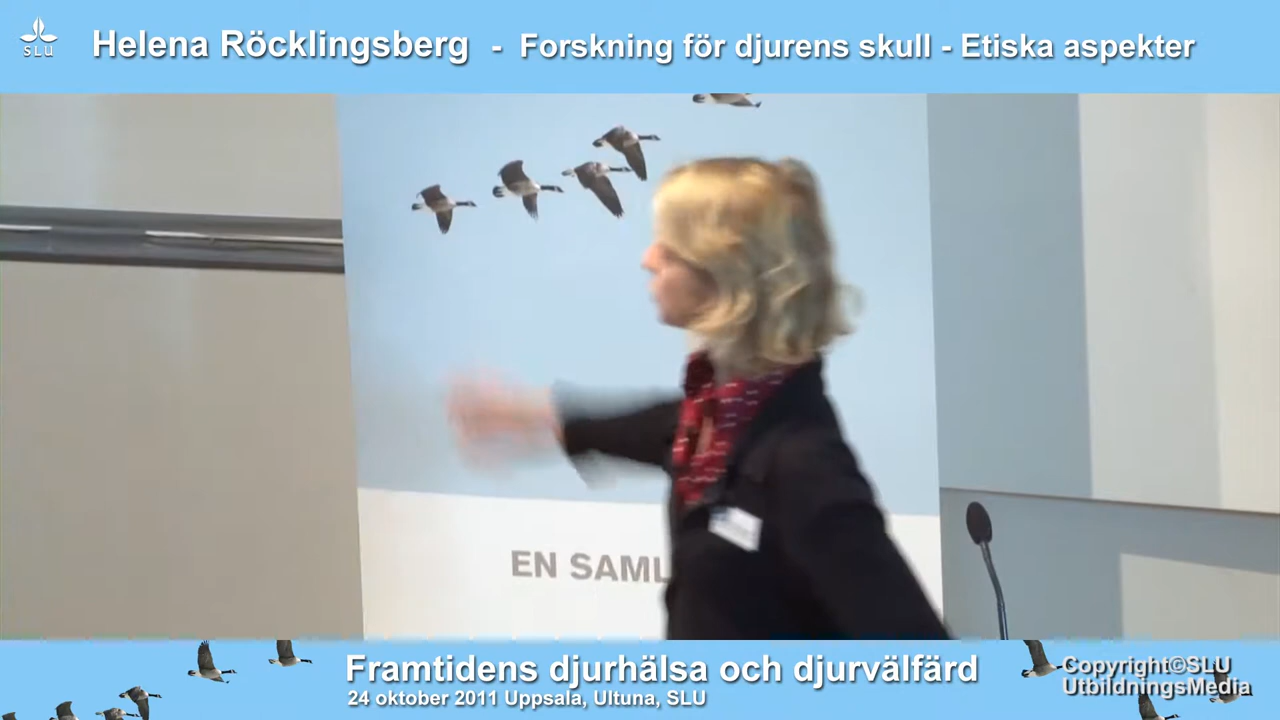 SLU
Helena Röcklingsberg - Forskning för djurens skull - Etiska aspekter
EN SAML
Framtidens djurhälsa och djurvälfärd
24 oktober 2011 Uppsala, Ultuna, SLU
Copyright©SLU
UtbildningsMedia